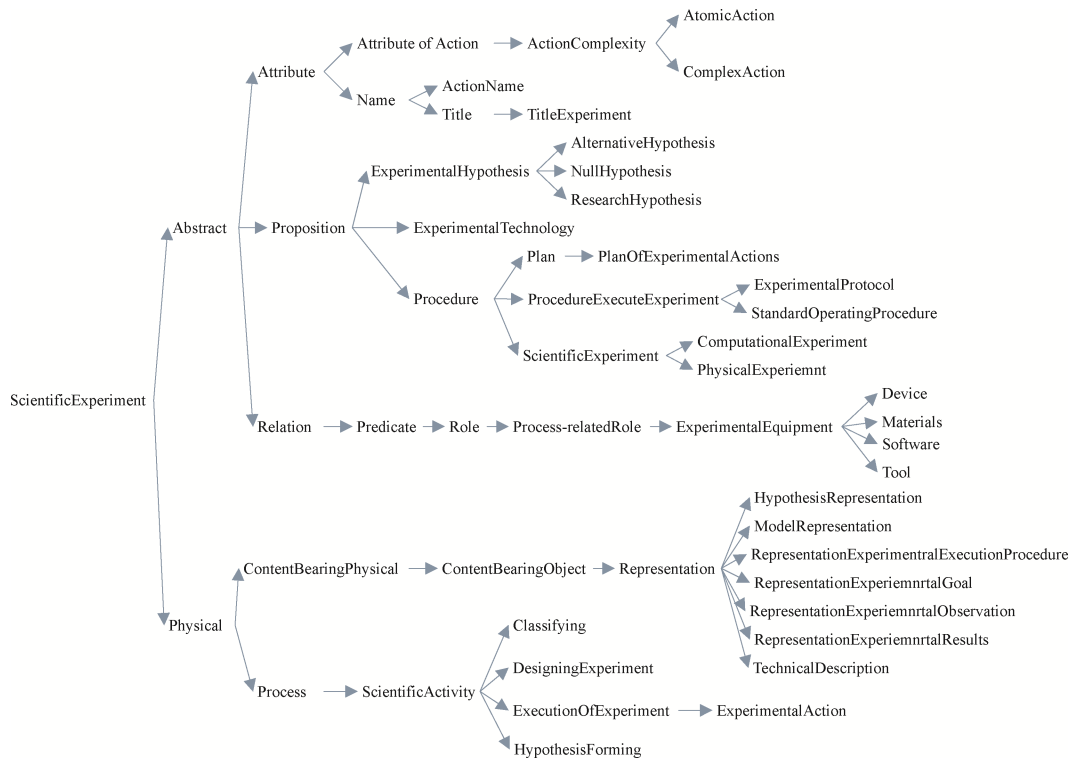 AtomicAction
Attribute of Action
ActionComplexity
Attribute
ComplexAction
ActionName
Name
Title
TitleExperiment
AlternativeHypothesis
ExperimentalHypothesis
NullHypothesis
ResearchHypothesis
Abstract
Proposition
ExperimentalTechnology
Plan
PlanOfExperimentalActions
ExperimentalProtocol
Procedure
ProcedureExecuteExperiment
StandardOperatingProcedure
ComputationalExperiment
ScientificExperiment
PhysicalExperiemnt
ScientificExperiment
Device
Relation
Predicate
Role
Process-relatedRole
ExperimentalEquipment
Materials
Software
Tool
HypothesisRepresentation
ModelRepresentation
RepresentationExperimentralExecutionProcedure
ContentBearingPhysical
ContentBearingObject
Representation
RepresentationExperiemnrtalGoal
RepresentationExperiemnrtalObservation
Physical
Classifying
RepresentationExperiemnrtalResults
TechnicalDescription
DesigningExperiment
Process
ScientificActivity
ExecutionOfExperiment
ExperimentalAction
HypothesisForming